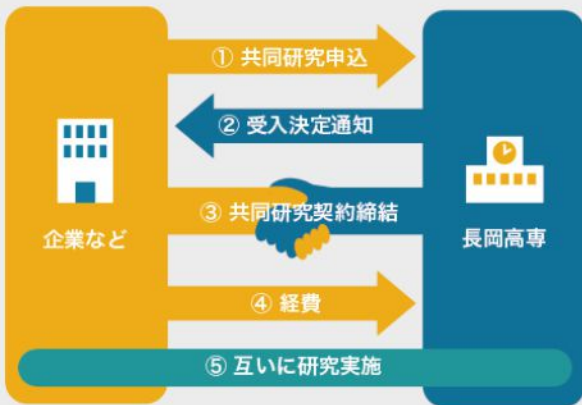 ① 共同研究申込
② 受入決定通知
③ 共同研究契約締結
企業など
長岡高専
④ 経費
⑤ 互いに研究実施